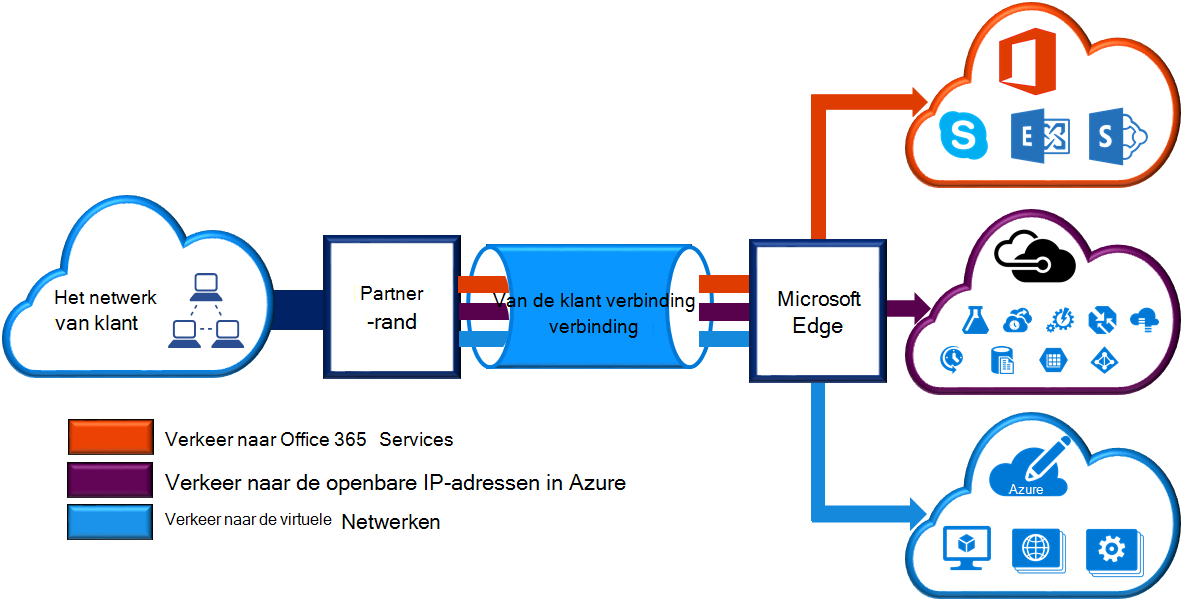 Het netwerk
van klant
Partner
-rand
Van de klant verbinding
verbinding
Microsoft
Edge
S
E
S
Azure
Verkeer naar Office 365 Services
Verkeer naar de openbare IP-adressen in Azure
Verkeer naar de virtuele Netwerken